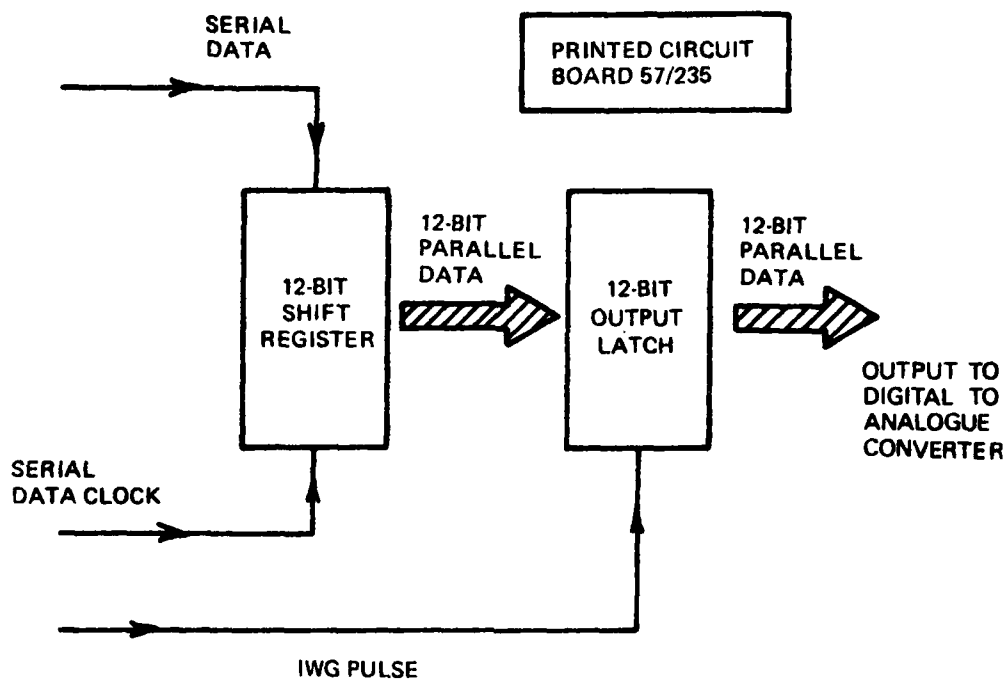 SERIAL
DATA
PRINTED CIRCUIT
BOARD 57/235
12-BIT
SHIFT
REGISTER
12-BIT
PARALLEL
DATA
12-BIT
OUTPUT
LATCH
12-BIT
PARALLEL
DATA
OUTPUT TO
DIGITAL TO
ANALOGUE
CONVERTER
SERIAL
DATA CLOCK
IWG PULSE